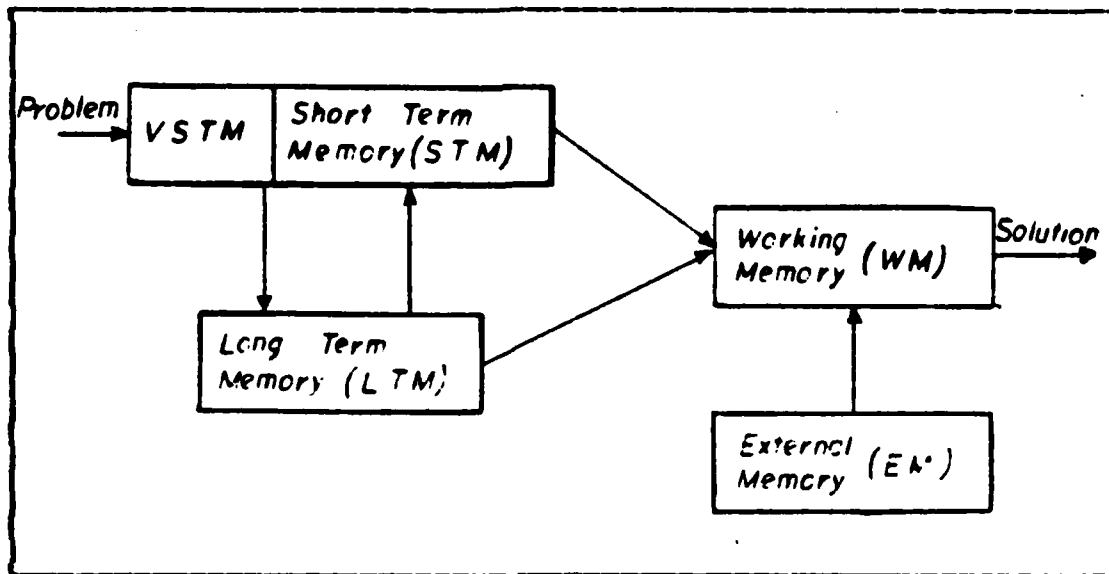 Problem
VSTM
Short Term
Memory (STM)
Working
Memory (WM)
Solution
Long Term
Memory (LTM)
External
Memory